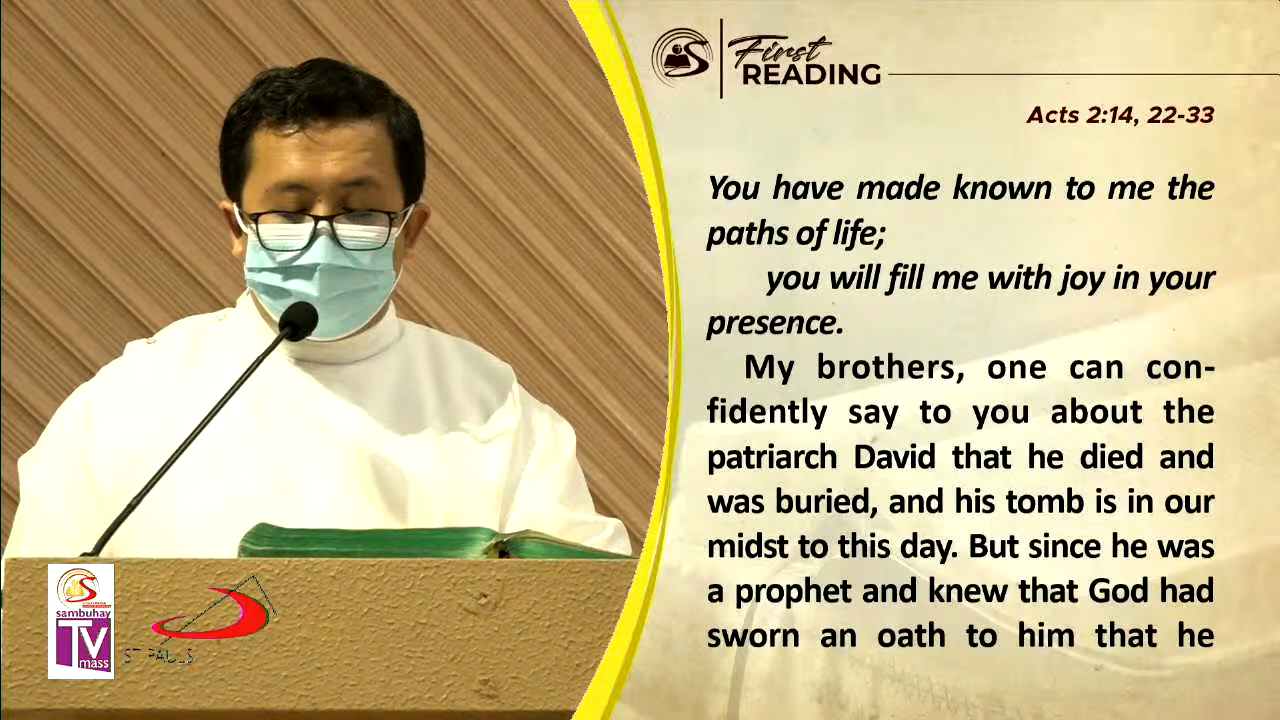 First
READING
Acts 2:14, 22-33
You have made known to me the
paths of life;
you will fill me with joy in your
presence.
My brothers, one can con-
fidently say to you about the
patriarch David that he died and
was buried, and his tomb is in our
midst to this day. But since he was
a prophet and knew that God had
sworn an oath to him that he
sambuhay
TV
mass
ST PAULS